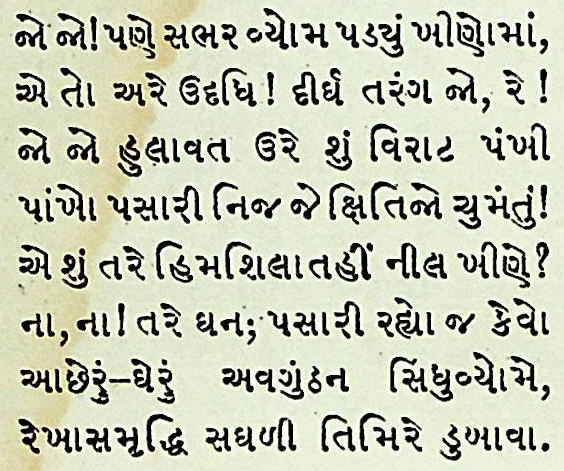 જો જો! પણે સભર વ્યોમ પડ્યું ખીણોમાં,
એ તો અરે ઉદધિ! દીર્ઘ તરંગ જો, રે!
જો જો હુલાવત ઉરે શું વિરાટ પંખી
પાંખો પસારી નિજ જે ક્ષિતિજો ચુમંતું!
એ શું તરે હિમશિલા તહીં નીલ ખીણે?
ના, ના! તરે ઘન; પસારી રહ્યો જ કેવો
આછેરું–ઘેરું અવગુંઠન સિંધુવ્યોમે,
રેખાસમૃદ્ધિ સઘળી તિમિરે ડુબાવા.